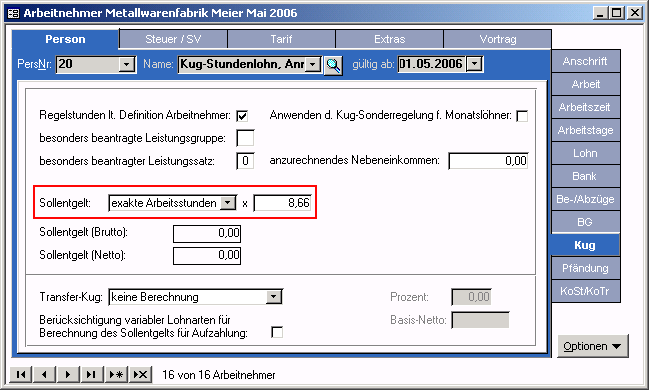 Arbeitnehmer Metallwarenfabrik Meier Mai 2006
Person Steuer / SV Tarif Extras Vortrag
PersNr: 20 Name: Kug-Stundenlohn, Anr gültig ab: 01.05.2006
Anschrift
Arbeit
Arbeitszeit
Arbeitstage
Lohn
Bank
Be-/Abzüge
BG
Kug
Pfändung
KoSt/KoTr
Regelstunden lt. Definition Arbeitnehmer: Anwenden d. Kug-Sonderregelung f. Monatslöhner:
besonders beantragte Leistungsgruppe:
besonders beantragter Leistungssatz: 0 anzurechnendes Nebeneinkommen: 0,00
Sollentgelt: exakte Arbeitsstunden x 8,66
Sollentgelt (Brutto): 0,00
Sollentgelt (Netto): 0,00
Transfer-Kug: keine Berechnung Prozent: 0,00
Berücksichtigung variabler Lohnarten für Basis-Netto:
Berechnung des Sollentgelts für Aufzahlung:
Optionen
16 von 16 Arbeitnehmer